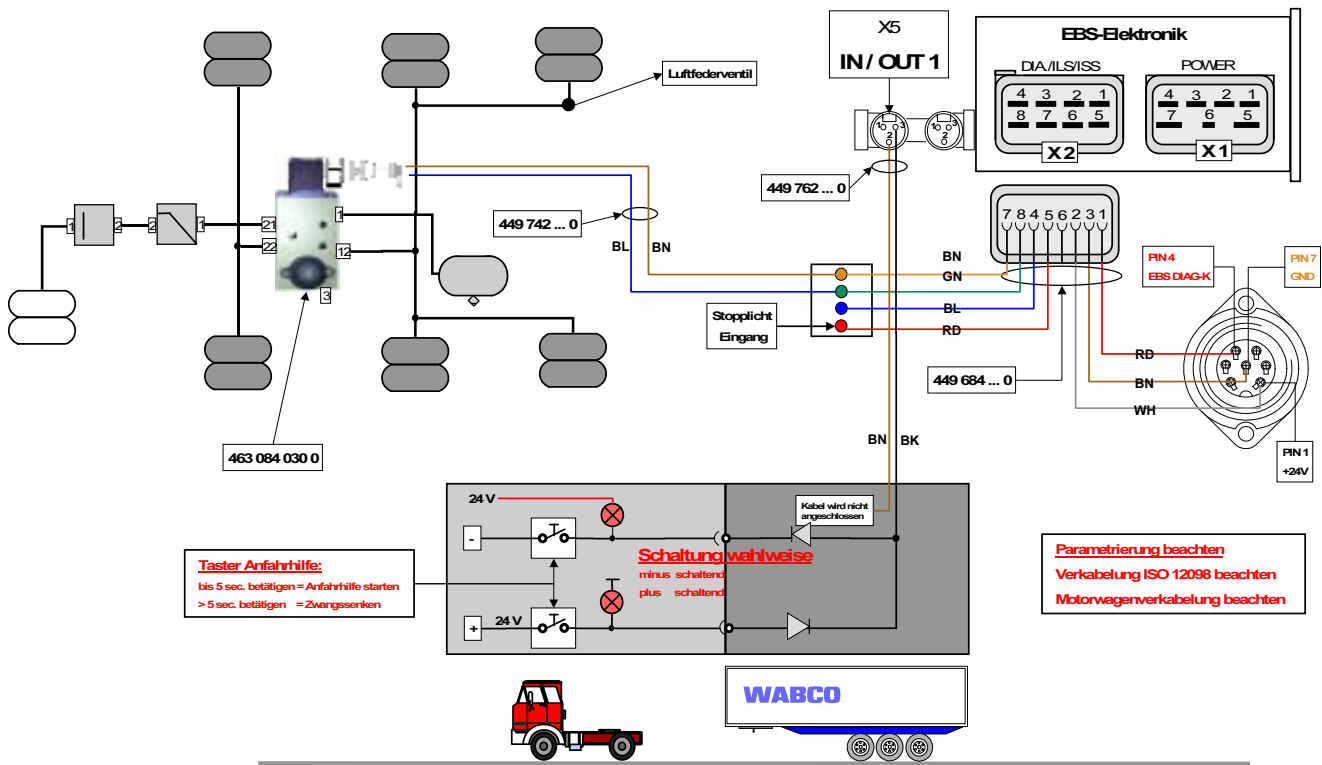 X5
IN / OUT 1
EBS-Elektronik
DIA./ILS/ISS
POWER
4 3 2 1
8 7 6 5
X2
4 3 2 1
7 6 5
X1
1 3
2
1 3
2
Luftfederventil
449 762 ... 0
449 742 ... 0
BL
BN
7 8 4 5 6 2 3 1
BN
GN
BL
RD
PIN 4
EBS DIAG-K
PIN 7
GND
1
2
2
1
21
22
1
12
3
Stopplicht
Eingang
449 684 ... 0
RD
BN
WH
PIN 1
+24V
463 084 030 0
BN
BK
24 V
Kabel wird nicht
angeschlossen
-
Schaltung wahlweise
minus schaltend
plus schaltend
+
24 V
Taster Anfahrhilfe:
bis 5 sec. betätigen = Anfahrhilfe starten
> 5 sec. betätigen = Zwangssenken
Parametrierung beachten
Verkabelung ISO 12098 beachten
Motorwagenverkabelung beachten
WABCO